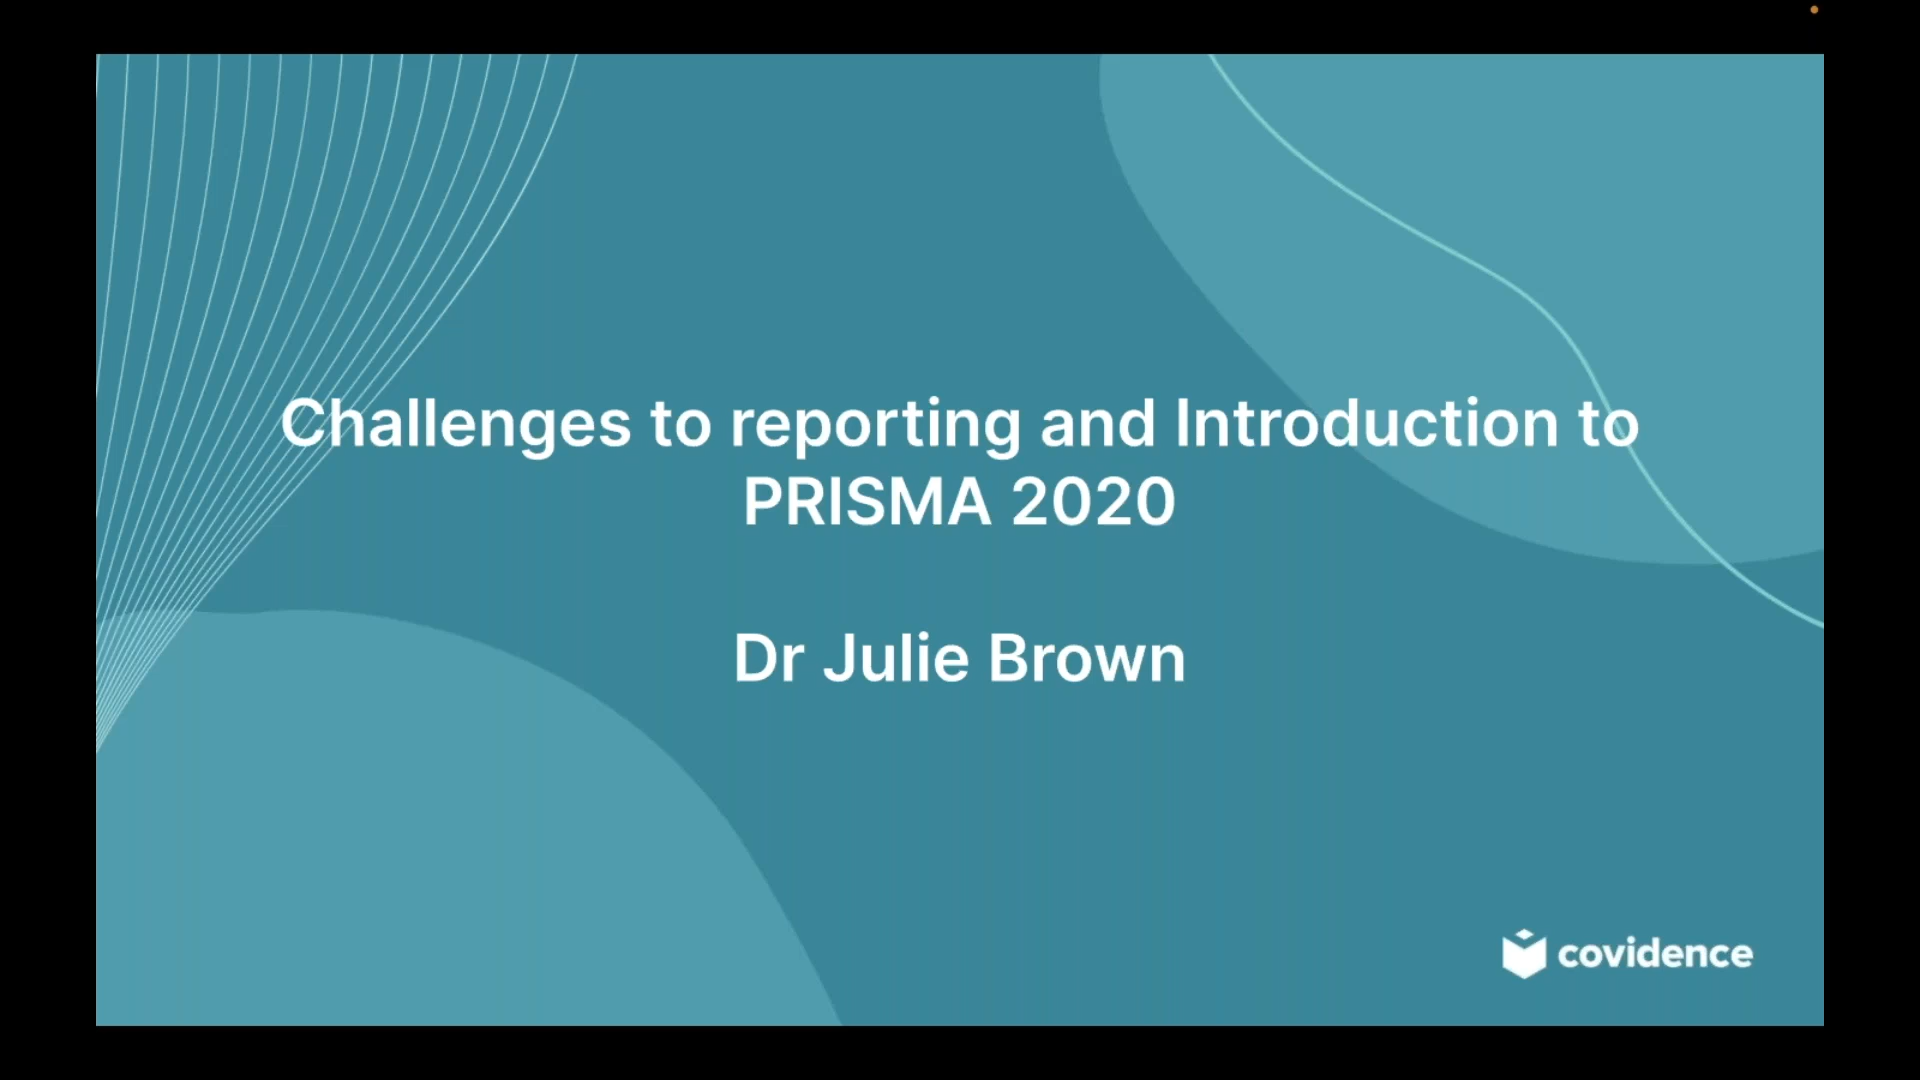 Challenges to reporting and Introduction to
PRISMA 2020
Dr Julie Brown
covidence